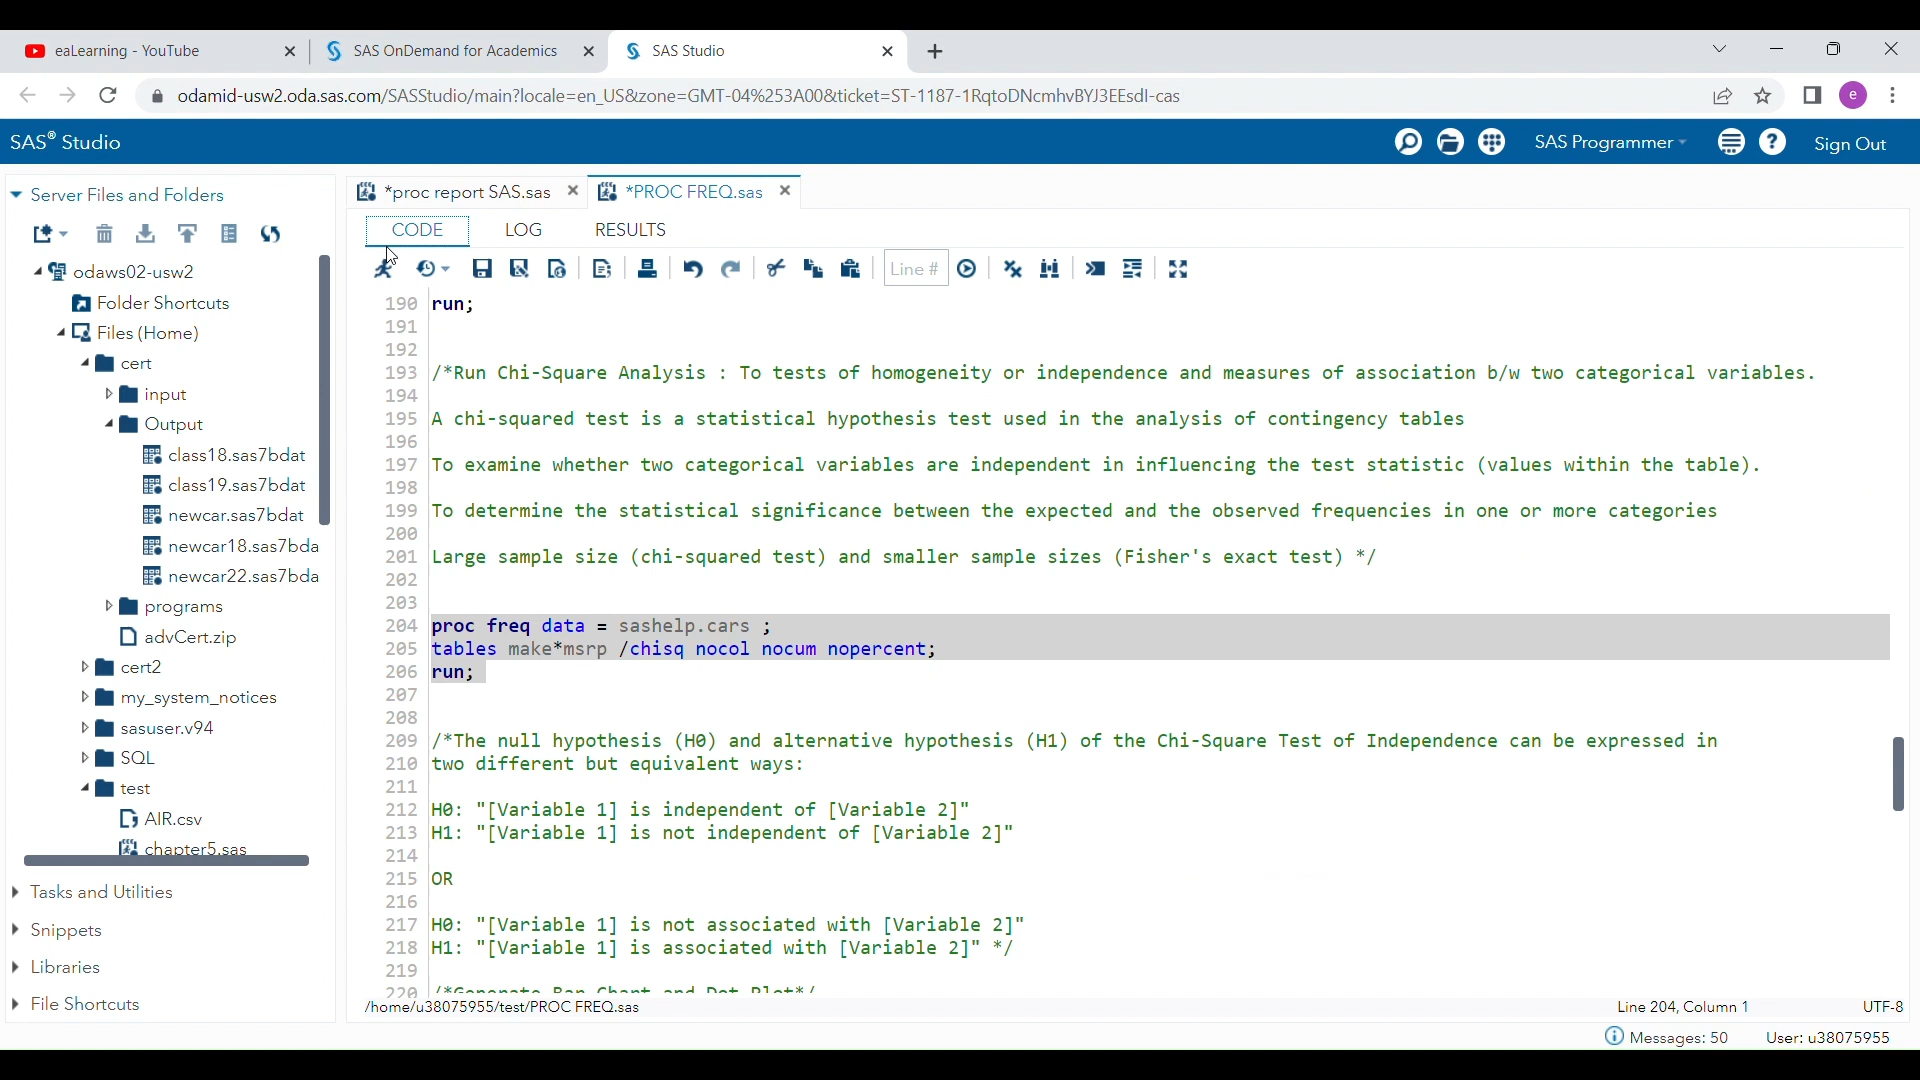 ealLearning - YouTube
SAS OnDemand for Academics
SAS Studio
odamid-usw2.oda.sas.com/SASStudio/main?locale=en_US&zone=GMT-04%253A00&ticket=ST-1187-1RqtoDNcmhvBYJ3EEsdI-cas
e
SAS® Studio
SAS Programmer
Sign Out
Server Files and Folders
odaws02-usw2
Folder Shortcuts
Files (Home)
cert
input
Output
class18.sas7bdat
class19.sas7bdat
newcar.sas7bdat
newcar18.sas7bda
newcar22.sas7bda
programs
advCert.zip
cert2
my_system_notices
sasuser.v94
SQL
test
AIR.csv
chapter5.sas
Tasks and Utilities
Snippets
Libraries
File Shortcuts
*proc report SAS.sas
*PROC FREQ.sas
CODE LOG RESULTS
Line #
190 run;
191
192
193 /*Run Chi-Square Analysis : To tests of homogeneity or independence and measures of association b/w two categorical variables.
194
195 A chi-squared test is a statistical hypothesis test used in the analysis of contingency tables
196
197 To examine whether two categorical variables are independent in influencing the test statistic (values within the table).
198
199 To determine the statistical significance between the expected and the observed frequencies in one or more categories
200
201 Large sample size (chi-squared test) and smaller sample sizes (Fisher's exact test) */
202
203
204 proc freq data = sashelp.cars ;
205 tables make*msrp /chisq nocol nocum nopercent;
206 run;
207
208
209 /*The null hypothesis (H0) and alternative hypothesis (H1) of the Chi-Square Test of Independence can be expressed in
210 two different but equivalent ways:
211
212 H0: "[Variable 1] is independent of [Variable 2]"
213 H1: "[Variable 1] is not independent of [Variable 2]"
214
215 OR
216
217 H0: "[Variable 1] is not associated with [Variable 2]"
218 H1: "[Variable 1] is associated with [Variable 2]" */
219
220 /*Generate Bar Chart and Dot Plot*/
/home/u38075955/test/PROC FREQ.sas
Line 204, Column 1
UTF-8
Messages: 50
User: u38075955